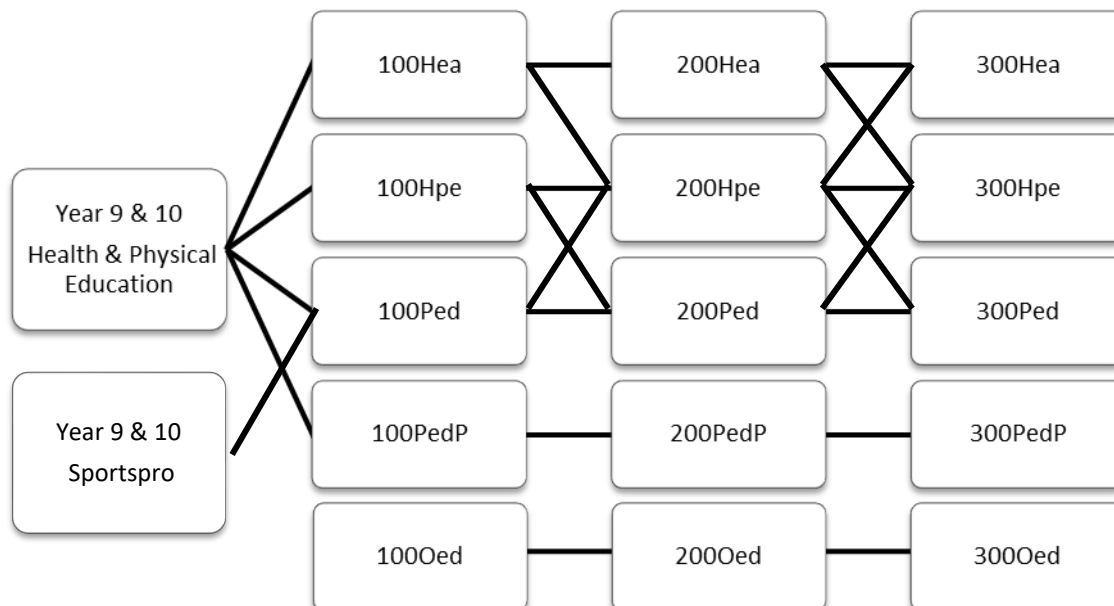 100Hea
200Hea
300Hea
100Hpe
200Hpe
300Hpe
Year 9 & 10
Health & Physical
Education
100Ped
200Ped
300Ped
Year 9 & 10
Sportspro
100PedP
200PedP
300PedP
100Oed
200Oed
300Oed